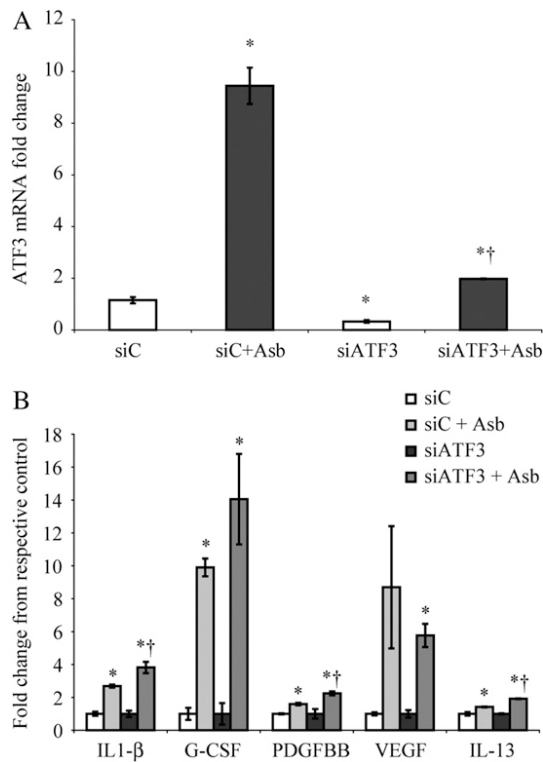 A
ATF3 mRNA fold change
12
10
8
6
4
2
0
*
*
*†
siC
siC+Asb
siATF3
siATF3+Asb
B
siC
siC + Asb
siATF3
siATF3 + Asb
Fold change from respective control
18
16
14
12
10
8
6
4
2
0
*
*†
*
*
*
*†
*
*
*†
IL1-β
G-CSF
PDGFBB
VEGF
IL-13